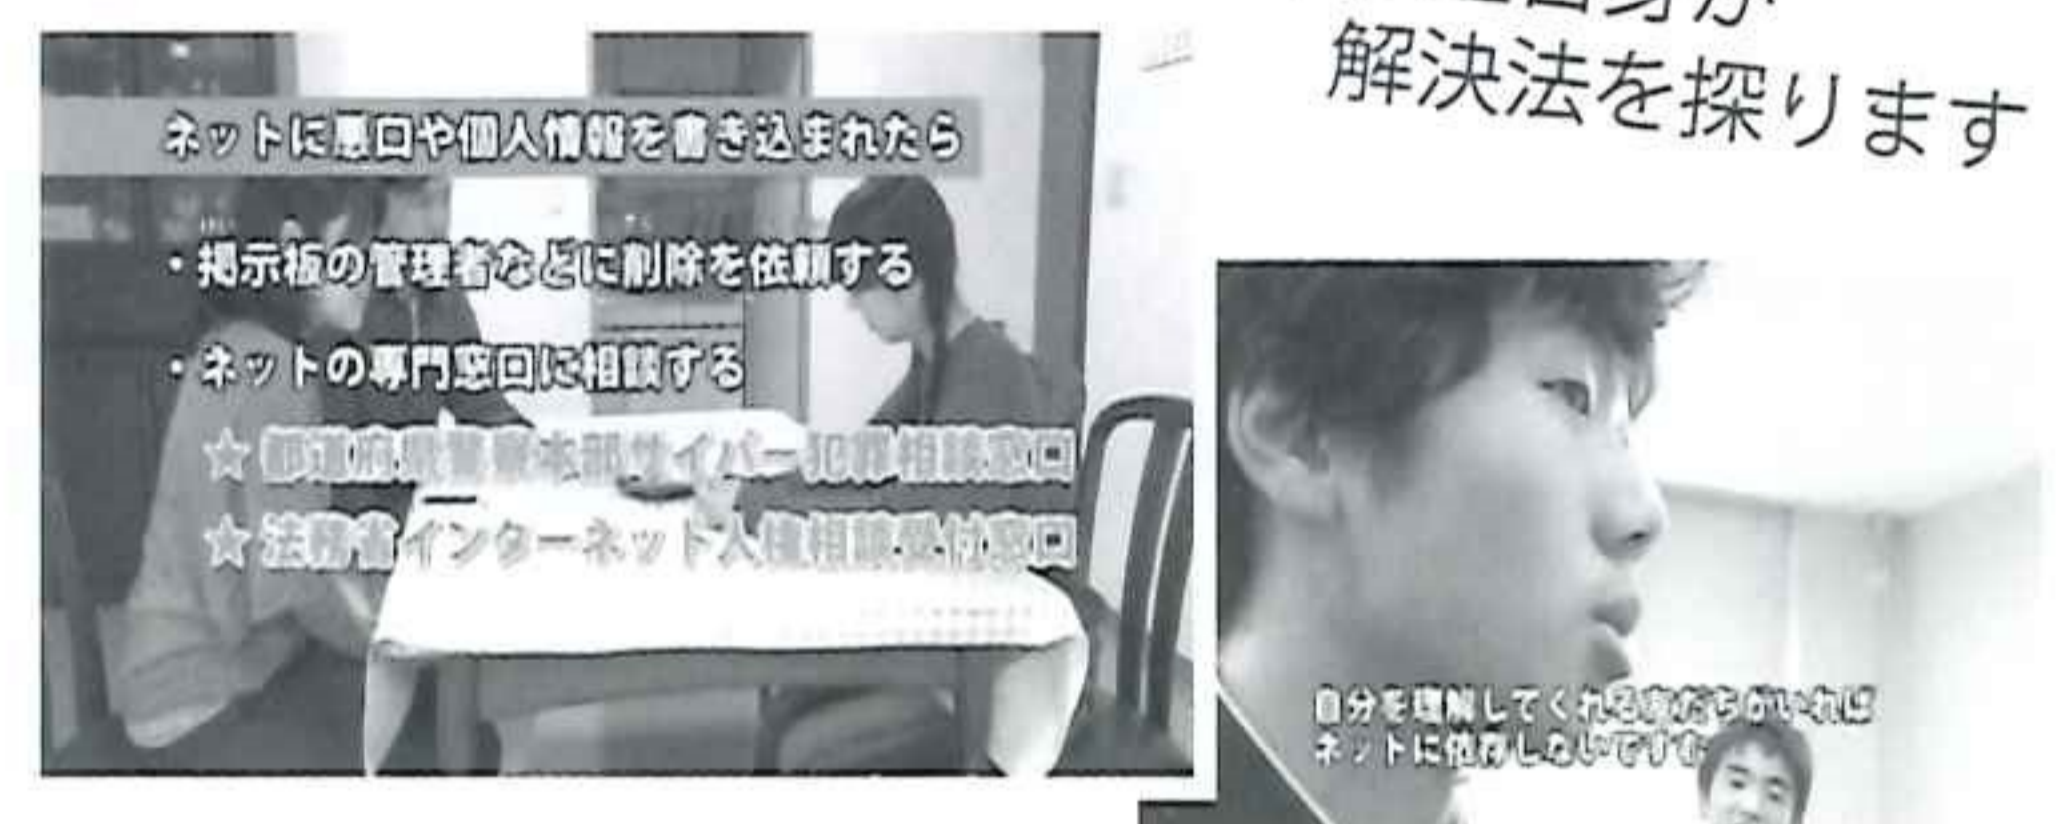 ネットに悪口や個人情報を書き込まれたら
・掲示板の管理者などに削除を依頼する
・ネットの専門窓口に相談する
☆都道府県警察本部サイバー犯罪相談窓口
☆法務省インターネット人権相談受付窓口
自身が
解決法を探ります
自分を理解してくれる友だちがいれば
ネットに依存しないですむ